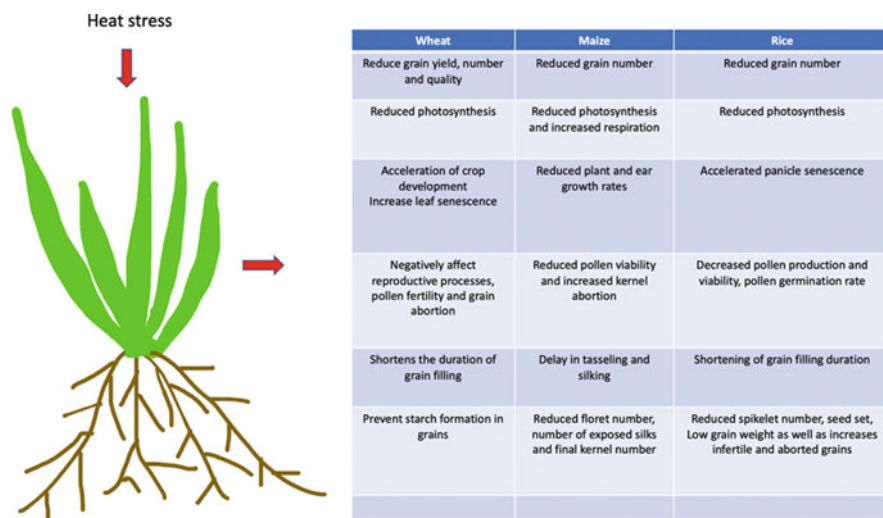 Heat stress
Wheat Maize Rice
Reduce grain yield, number
and quality
Reduced grain number
Reduced grain number
Reduced photosynthesis
Reduced photosynthesis
and increased respiration
Reduced photosynthesis
Acceleration of crop
development
Increase leaf senescence
Reduced plant and ear
growth rates
Accelerated panicle senescence
Negatively affect
reproductive processes,
pollen fertility and grain
abortion
Reduced pollen viability
and increased kernel
abortion
Decreased pollen production and
viability, pollen germination rate
Shortens the duration of
grain filling
Delay in tasseling and
silking
Shortening of grain filling duration
Prevent starch formation in
grains
Reduced floret number,
number of exposed silks
and final kernel number
Reduced spikelet number, seed set,
Low grain weight as well as increases
infertile and aborted grains